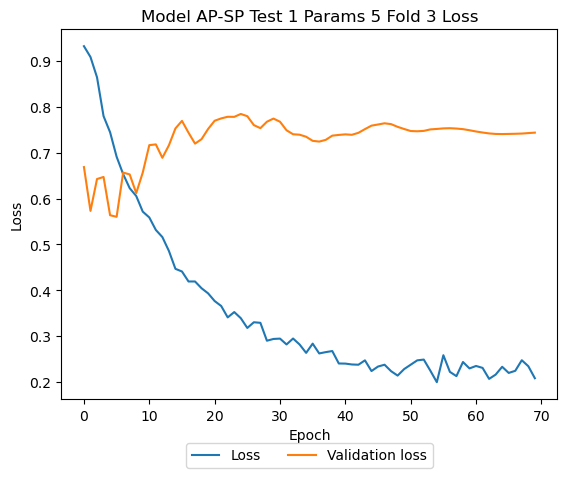 Model AP-SP Test 1 Params 5 Fold 3 Loss
0.9
0.8
0.7
0.6
0.5
0.4
0.3
0.2
Loss
0 10 20 30 40 50 60 70
Epoch
Loss Validation loss